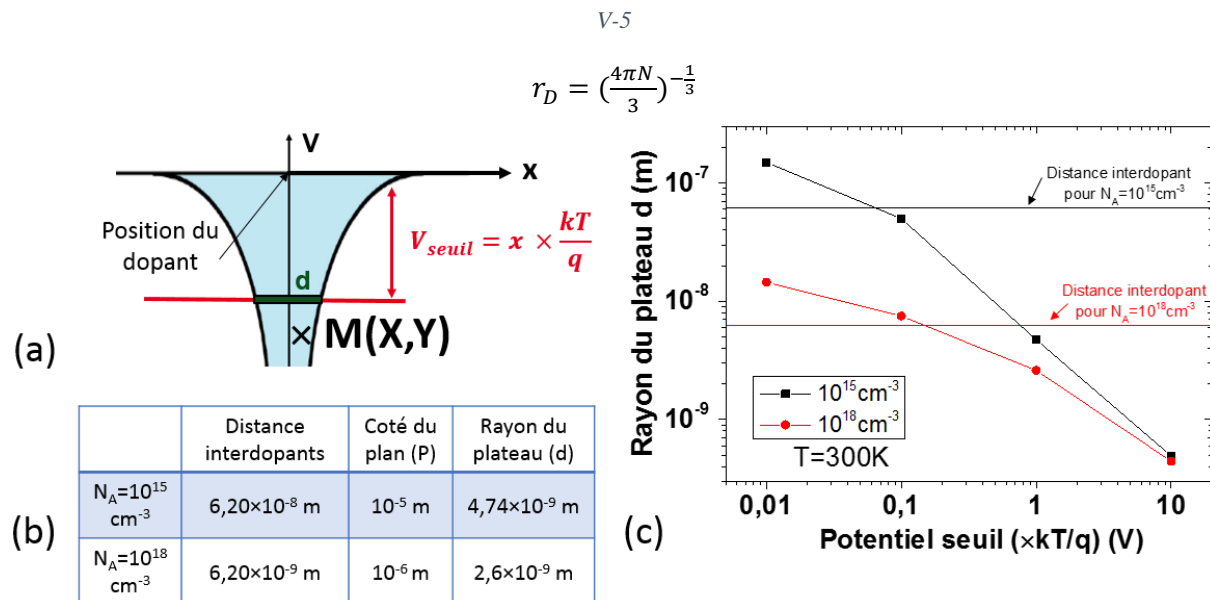 V-5
r_D = (4πN/3)^(-1/3)
V
x
Position du
dopant
V_seuil = x × kT/q
d
M(X,Y)
(a)
Distance
interdopants
Coté du
plan (P)
Rayon du
plateau (d)
N_A=10^15
cm^-3
6,20×10^-8 m
10^-5 m
4,74×10^-9 m
N_A=10^18
cm^-3
6,20×10^-9 m
10^-6 m
2,6×10^-9 m
(b)
Rayon du plateau d (m)
10^-7
10^-8
10^-9
Distance interdopant
pour N_A=10^15cm^-3
Distance interdopant
pour N_A=10^18cm^-3
10^15cm^-3
10^18cm^-3
T=300K
0,01
0,1
1
10
Potentiel seuil (×kT/q) (V)
(c)